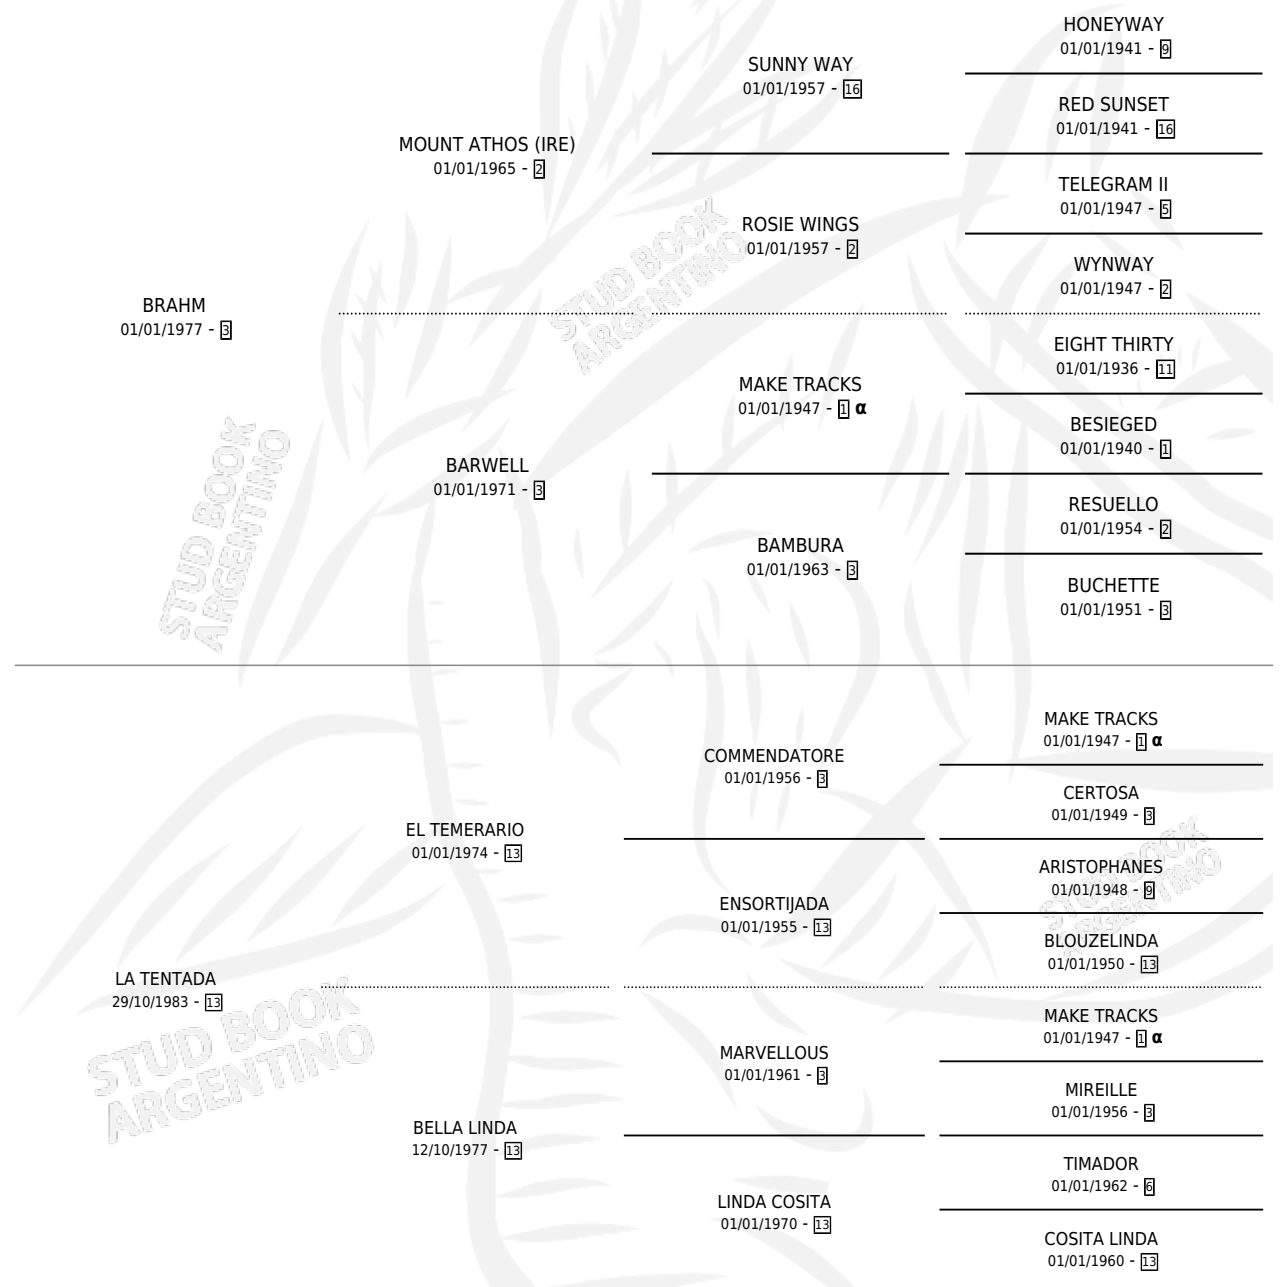 HONEYWAY
01/01/1941 - 9
SUNNY WAY
01/01/1957 - 16
RED SUNSET
01/01/1941 - 16
MOUNT ATHOS (IRE)
01/01/1965 - 2
TELEGRAM II
01/01/1947 - 5
ROSIE WINGS
01/01/1957 - 2
WYNWAY
01/01/1947 - 2
BRAHM
01/01/1977 - 3
EIGHT THIRTY
01/01/1936 - 11
MAKE TRACKS
01/01/1947 - 1 α
BESIEGED
01/01/1940 - 1
BARWELL
01/01/1971 - 3
RESUELLO
01/01/1954 - 2
BAMBURA
01/01/1963 - 3
BUCHETTE
01/01/1951 - 3
MAKE TRACKS
01/01/1947 - 1 α
COMMENDATORE
01/01/1956 - 3
CERTOSA
01/01/1949 - 3
EL TEMERARIO
01/01/1974 - 13
ARISTOPHANES
01/01/1948 - 9
ENSORTIJADA
01/01/1955 - 13
BLOUZELINDA
01/01/1950 - 13
LA TENTADA
29/10/1983 - 13
MAKE TRACKS
01/01/1947 - 1 α
MARVELLOUS
01/01/1961 - 3
MIREILLE
01/01/1956 - 3
BELLA LINDA
12/10/1977 - 13
TIMADOR
01/01/1962 - 6
LINDA COSITA
01/01/1970 - 13
COSITA LINDA
01/01/1960 - 13
STUD BOOK
ARGENTINO
STUD BOOK
ARGENTINO
STUD BOOK
ARGENTINO
STUD BOOK
ARGENTINO